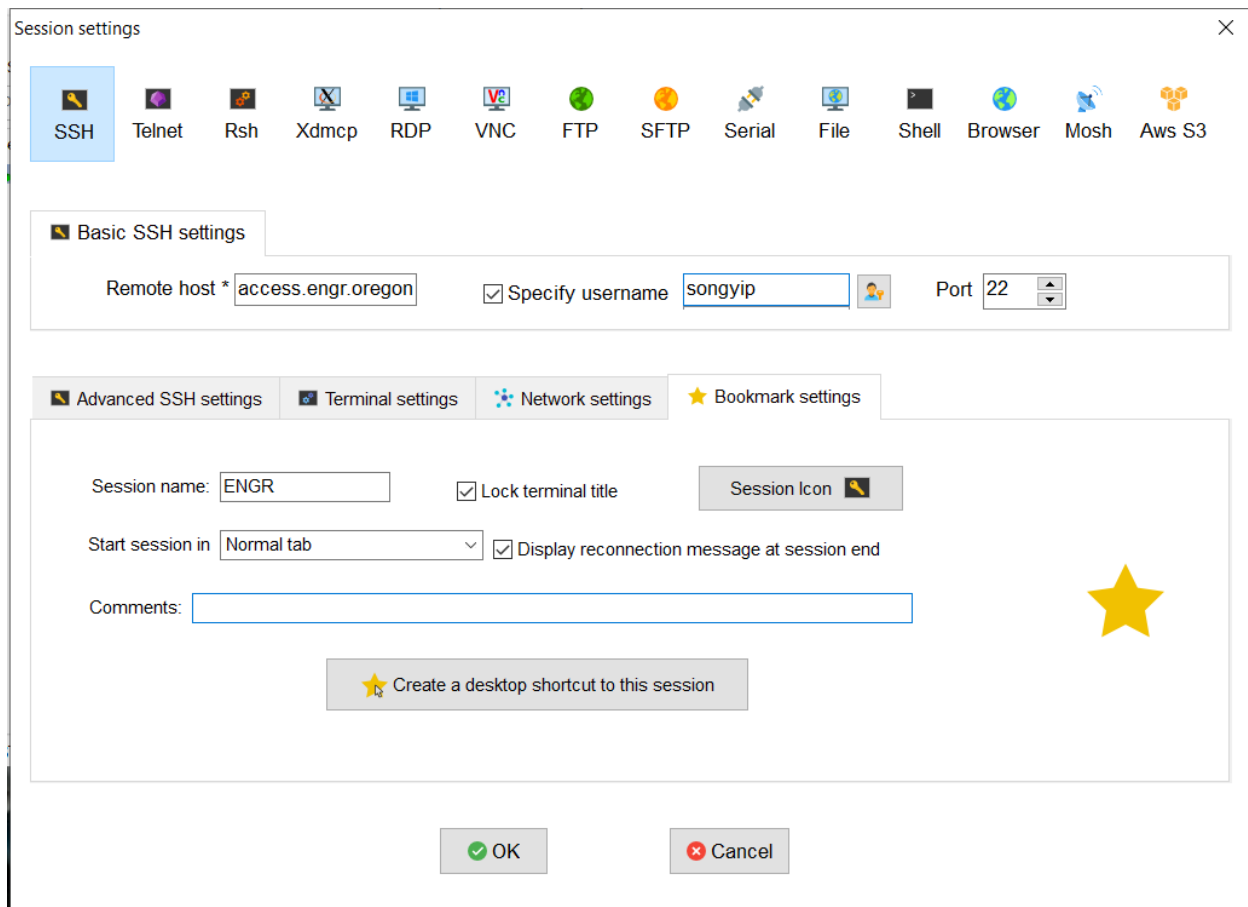 Session settings
SSH Telnet Rsh Xdmcp RDP VNC FTP SFTP Serial File Shell Browser Mosh Aws S3
Basic SSH settings
Remote host * access.engr.oregon Specify username songyip Port 22
Advanced SSH settings Terminal settings Network settings Bookmark settings
Session name: ENGR Lock terminal title Session Icon
Start session in Normal tab Display reconnection message at session end
Comments:
Create a desktop shortcut to this session
OK Cancel